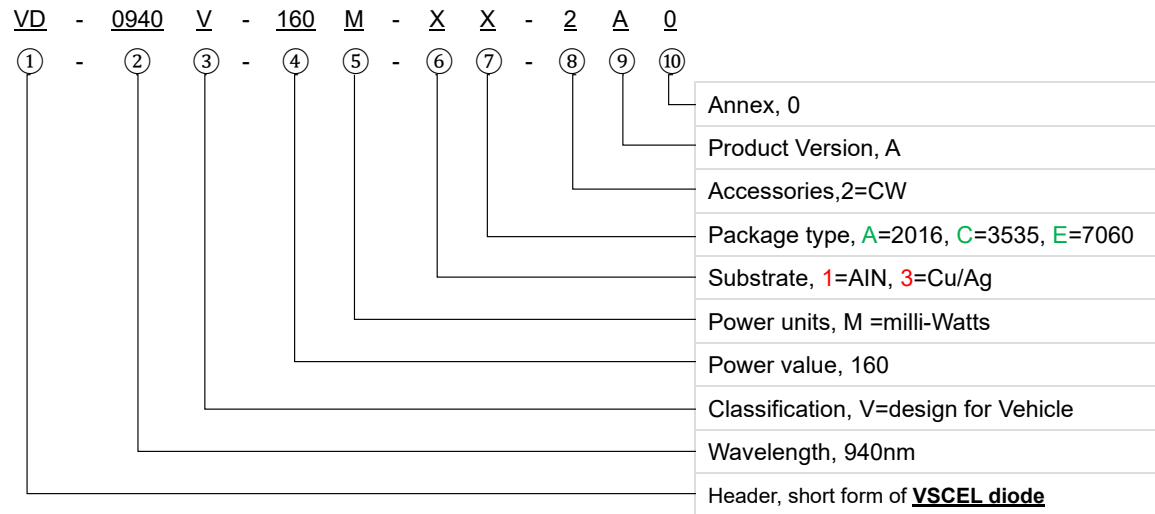 VD - 0940 V - 160 M - X X - 2 A 0
① - ② ③ - ④ ⑤ - ⑥ ⑦ - ⑧ ⑨ ⑩
Annex, 0
Product Version, A
Accessories,2=CW
Package type, A=2016, C=3535, E=7060
Substrate, 1=AIN, 3=Cu/Ag
Power units, M =milli-Watts
Power value, 160
Classification, V=design for Vehicle
Wavelength, 940nm
Header, short form of VSCEL diode